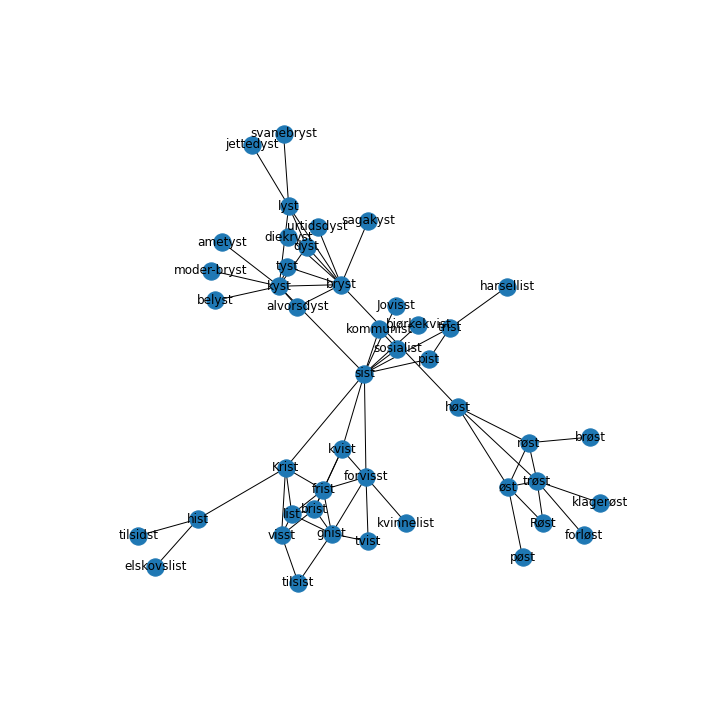 svanebryst
jettedyst
lyst
sagakyst
urtidsdyst
diekryst
ametyst
dyst
tyst
moder-bryst
bryst
kyst
harsellist
belyst
Jovisst
alvorsdyst
bjørkekvist
trist
kommunist
sosialist
pist
sist
høst
brøst
røst
kvist
Krist
forvisst
trøst
øst
frist
klagerøst
brist
list
hist
kvinnelist
Røst
gnist
visst
tilsidst
forløst
tvist
pøst
elskovslist
tilsist